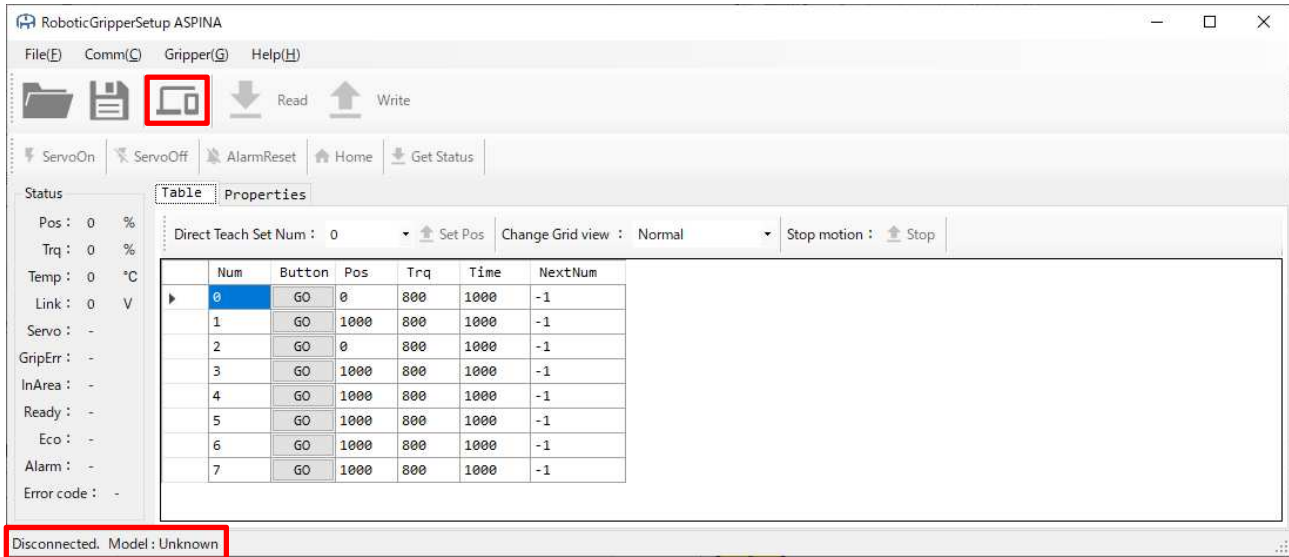 RoboticGripperSetup ASPINA
File(F) Comm(C) Gripper(G) Help(H)
Read Write
ServoOn ServoOff AlarmReset Home Get Status
Status
Pos : 0 %
Trq : 0 %
Temp : 0 °C
Link : 0 V
Servo : -
GripErr : -
InArea : -
Ready : -
Eco : -
Alarm : -
Error code : -
Table Properties
Direct Teach Set Num : 0 Set Pos Change Grid view : Normal Stop motion : Stop
Num Button Pos Trq Time NextNum
0 GO 0 800 1000 -1
1 GO 1000 800 1000 -1
2 GO 0 800 1000 -1
3 GO 1000 800 1000 -1
4 GO 1000 800 1000 -1
5 GO 1000 800 1000 -1
6 GO 1000 800 1000 -1
7 GO 1000 800 1000 -1
Disconnected. Model : Unknown